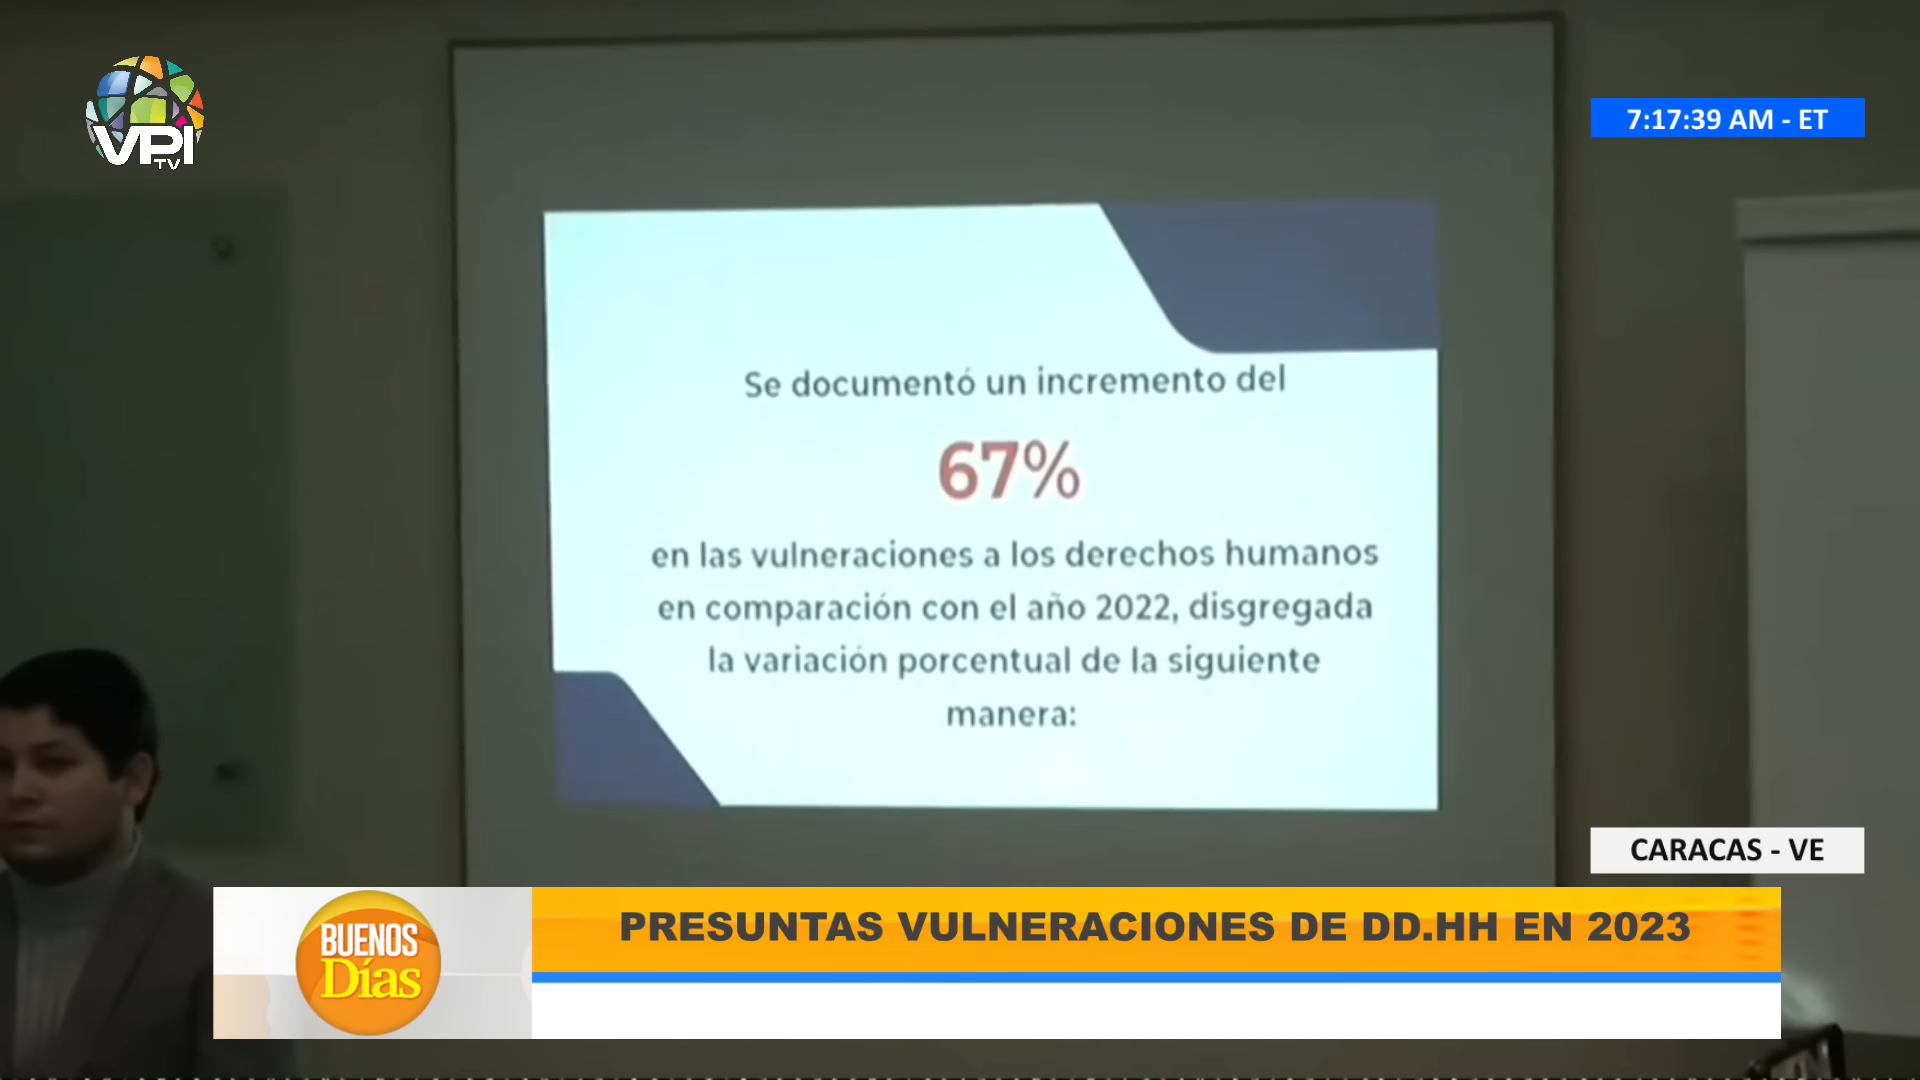 VPI
TV
7:17:39 AM - ET
Se documentó un incremento del
67%
en las vulneraciones a los derechos humanos
en comparación con el año 2022, disgregada
la variación porcentual de la siguiente
manera:
CARACAS - VE
BUENOS
Días
PRESUNTAS VULNERACIONES DE DD.HH EN 2023